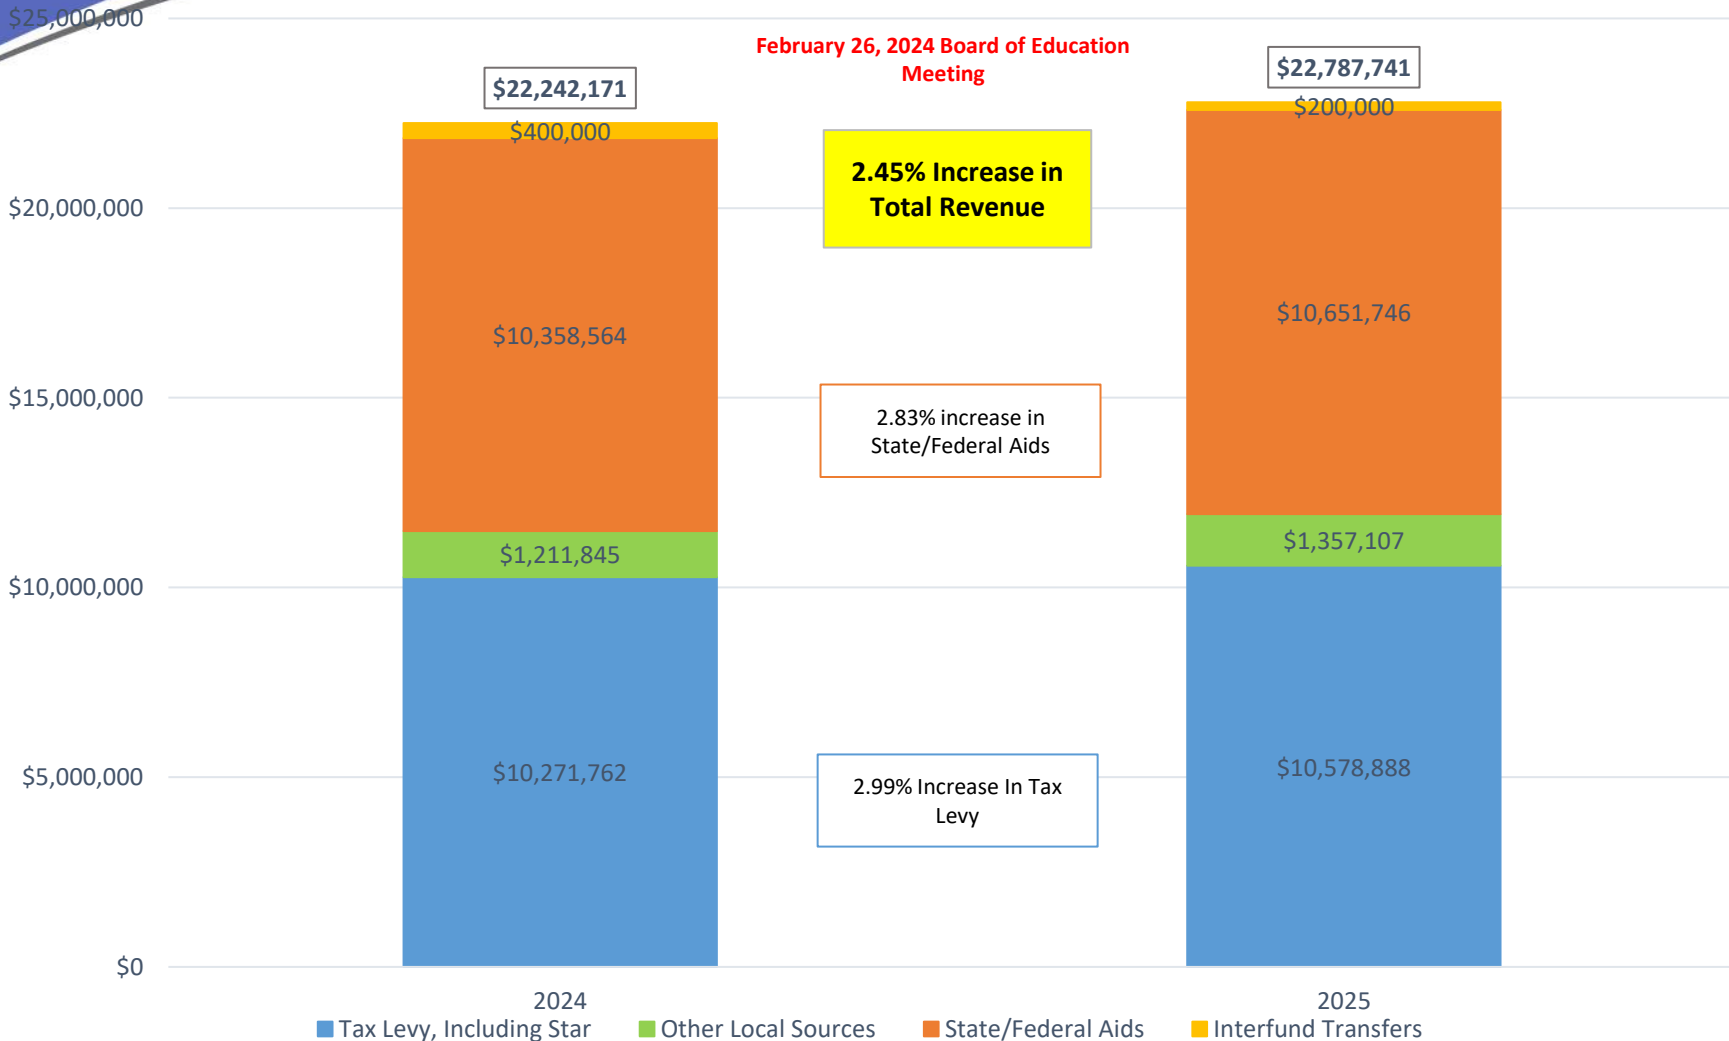 $25,000,000
February 26, 2024 Board of Education
Meeting
$22,242,171
$22,787,741
$400,000
$200,000
2.45% Increase in
Total Revenue
$20,000,000
$10,358,564
$10,651,746
$15,000,000
2.83% increase in
State/Federal Aids
$1,211,845
$1,357,107
$10,000,000
$5,000,000
$10,271,762
$10,578,888
2.99% Increase In Tax
Levy
$0
2024
2025
Tax Levy, Including Star
Other Local Sources
State/Federal Aids
Interfund Transfers